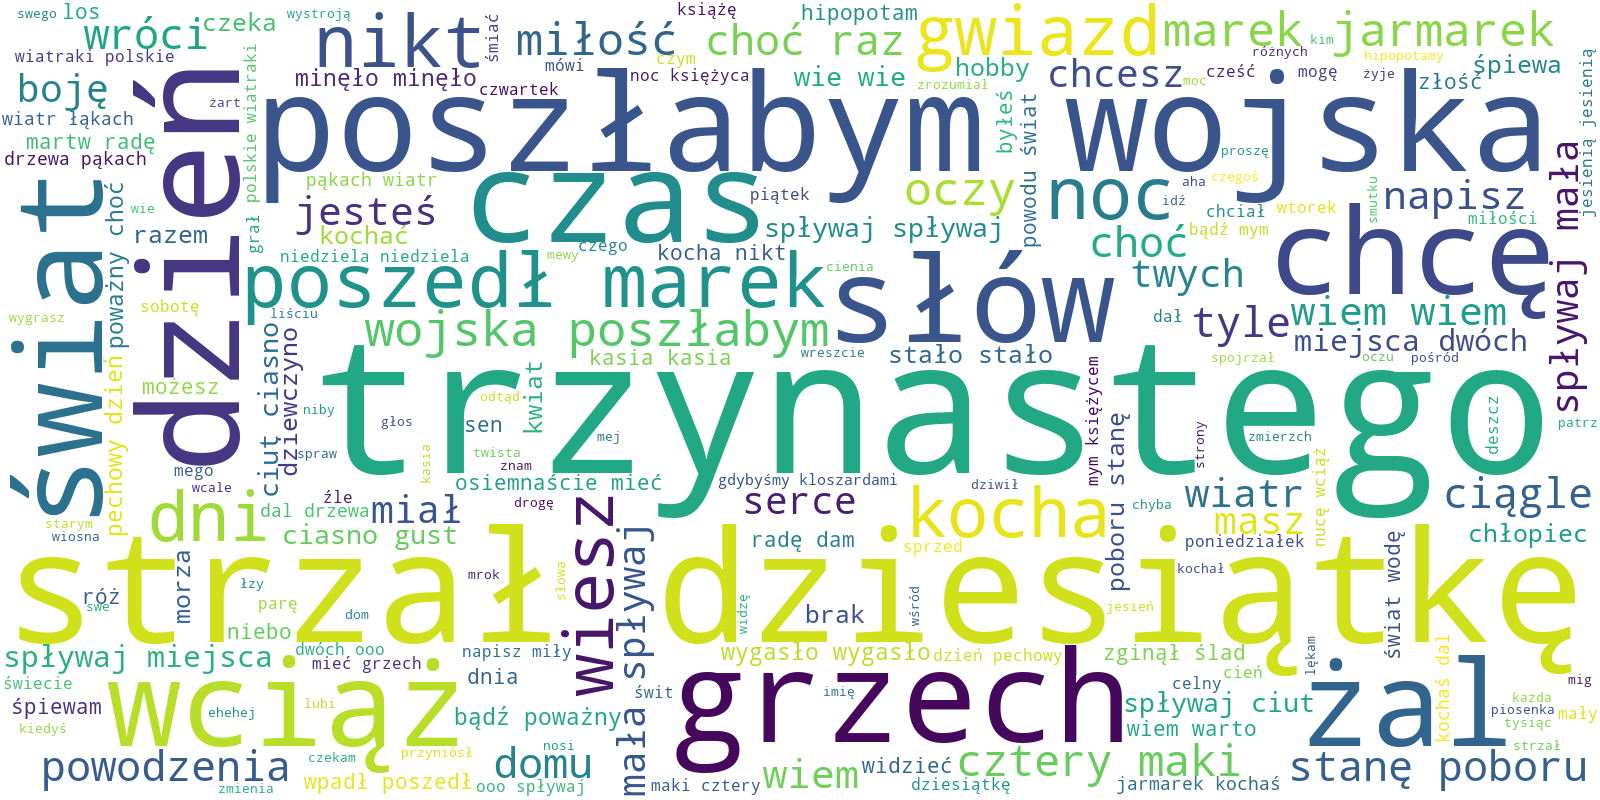 swego
los
czeka
wystroją
książę
hipopotam
gwiazd
marek jarmarek
wróci
nikt
śmiać
miłość
choć raz
różnych
kim
hipopotamy
wiatraki polskie
mówi
czym
noc księżyca
wie wie
hobby
chcesz
cześć
mogę
żyje
śpiewa
minęło minęło
czwartek
zrozumiał
moc
złość
boję
żart
poszłabym
wojska
byłeś
powodu świat
jesienią jesienią
wiatr łąkach
martw radę
drzewa pąkach
grał polskie wiatraki
dzień
proszę
pąkach wiatr
czas
piątek
oczy
noc
aha
czegoś
idź
wtorek
smutku
napisz
spływaj mała
świat
poważny choć
wie
jesteś
kochać
razem
spływaj spływaj
chciał
bądź mym
miłości
choć
chcę
niedziela niedziela
mewy
czego
kocha nikt
cienia
twych
poszedł marek
słów
sobotę
wygrasz
liściu
dał
tyle
wiem wiem
wojska poszłabym
miejsca dwóch
ciut ciasno
dziewczyno
kasia kasia
wreszcie
stało stało
spojrzał
oczu
pośród
pechowy dzień
możesz
kwiat
trzynastego
mym księżycem
odtąd
niby
głos
sen
mej
deszcz
patrz
spraw
kasia
twista
znam
poboru stanę
strony
zmierzch
mego
wcale
źle
osiemnaście mieć
gdybyśmy kloszardami
dziwił
nucę wciąż
ciągle
starym
wiosna
dni
dal drzewa
miał
drogę
wiesz
serce
kocha
chyba
wiatr
masz
ciasno gust
radę dam
sprzed
poniedziałek
chłopiec
strzał dziesiątkę
morza
mała spływaj
świat wodę
róż
swe
łzy
mrok
słowa
kochał
parę
dom
widzę
brak
wśród
jesień
niebo
spływaj miejsca
dwóch ooo
mieć grzech
napisz miły
wygasło wygasło
dzień pechowy
zginął ślad
lękam
kochaś dal
świecie
dnia
świt
imię
celny
cień
mig
śpiewam
wciąż
ehehej
lubi
grzech
żal
każda
piosenka
mały
tysiąc
kiedyś
bądź poważny
spływaj ciut
wiem warto
strzał
powodzenia
czekam
przyniósł
nosi
domu
zmienia
wpadł poszedł
ooo spływaj
maki cztery
wiem
widzieć
cztery maki
dziesiątkę
jarmarek kochaś
stanę poboru